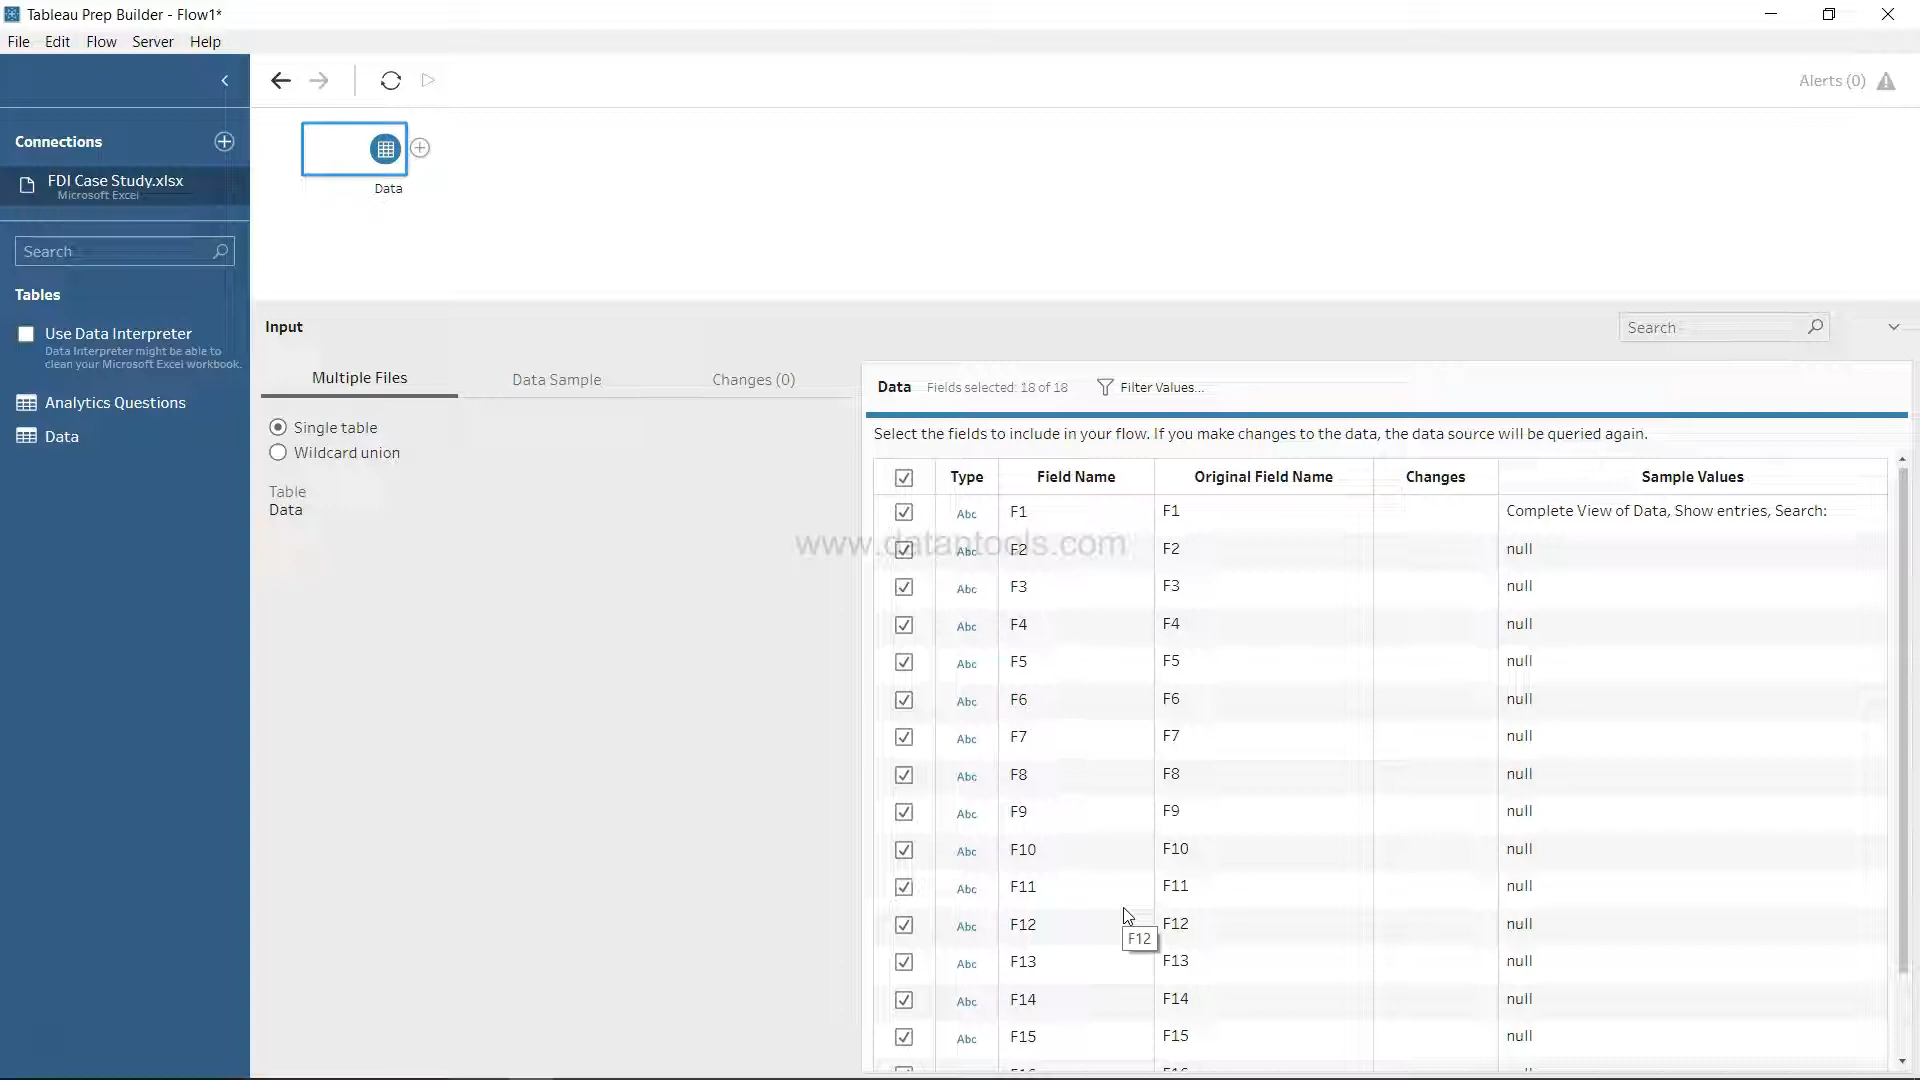 Tableau Prep Builder - Flow1*
File Edit Flow Server Help
Alerts (0)
Connections
FDI Case Study.xlsx
Microsoft Excel
Data
Search
Tables
Use Data Interpreter
Data Interpreter might be able to
clean your Microsoft Excel workbook.
Analytics Questions
Data
Input
Search
Multiple Files Data Sample Changes (0)
Single table
Wildcard union
Table
Data
Data Fields selected: 18 of 18 Filter Values...
Select the fields to include in your flow. If you make changes to the data, the data source will be queried again.
Type Field Name Original Field Name Changes Sample Values
Abc F1 F1 Complete View of Data, Show entries, Search:
www.datantools.com
Abc F2 F2 null
Abc F3 F3 null
Abc F4 F4 null
Abc F5 F5 null
Abc F6 F6 null
Abc F7 F7 null
Abc F8 F8 null
Abc F9 F9 null
Abc F10 F10 null
Abc F11 F11 null
Abc F12 F12 null
F12
Abc F13 F13 null
Abc F14 F14 null
Abc F15 F15 null